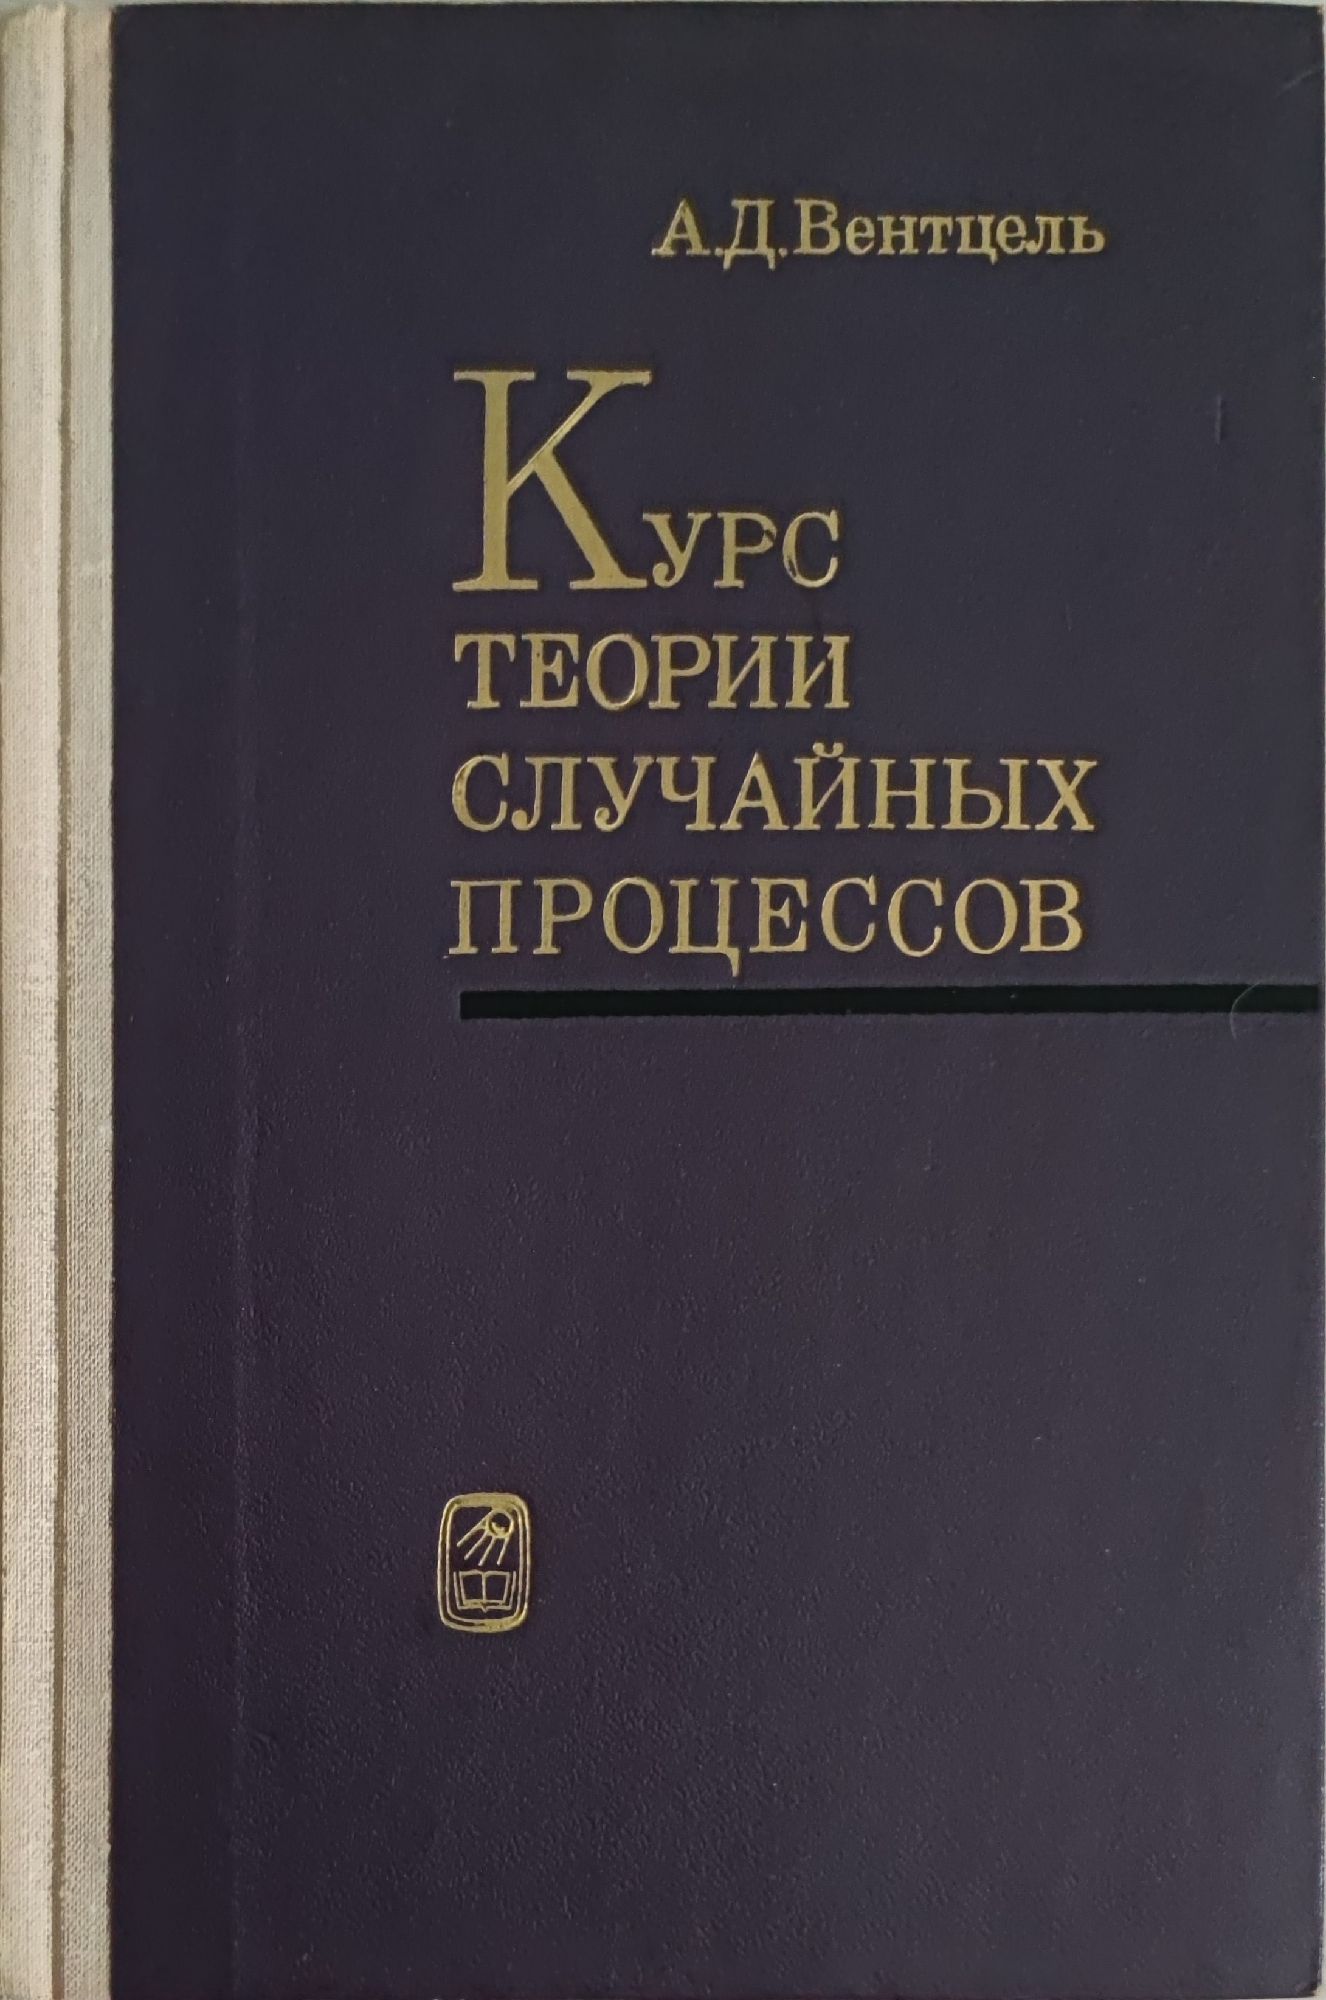 А.Д.Вентцель
Курс
ТЕОРИИ
СЛУЧАЙНЫХ
ПРОЦЕССОВ